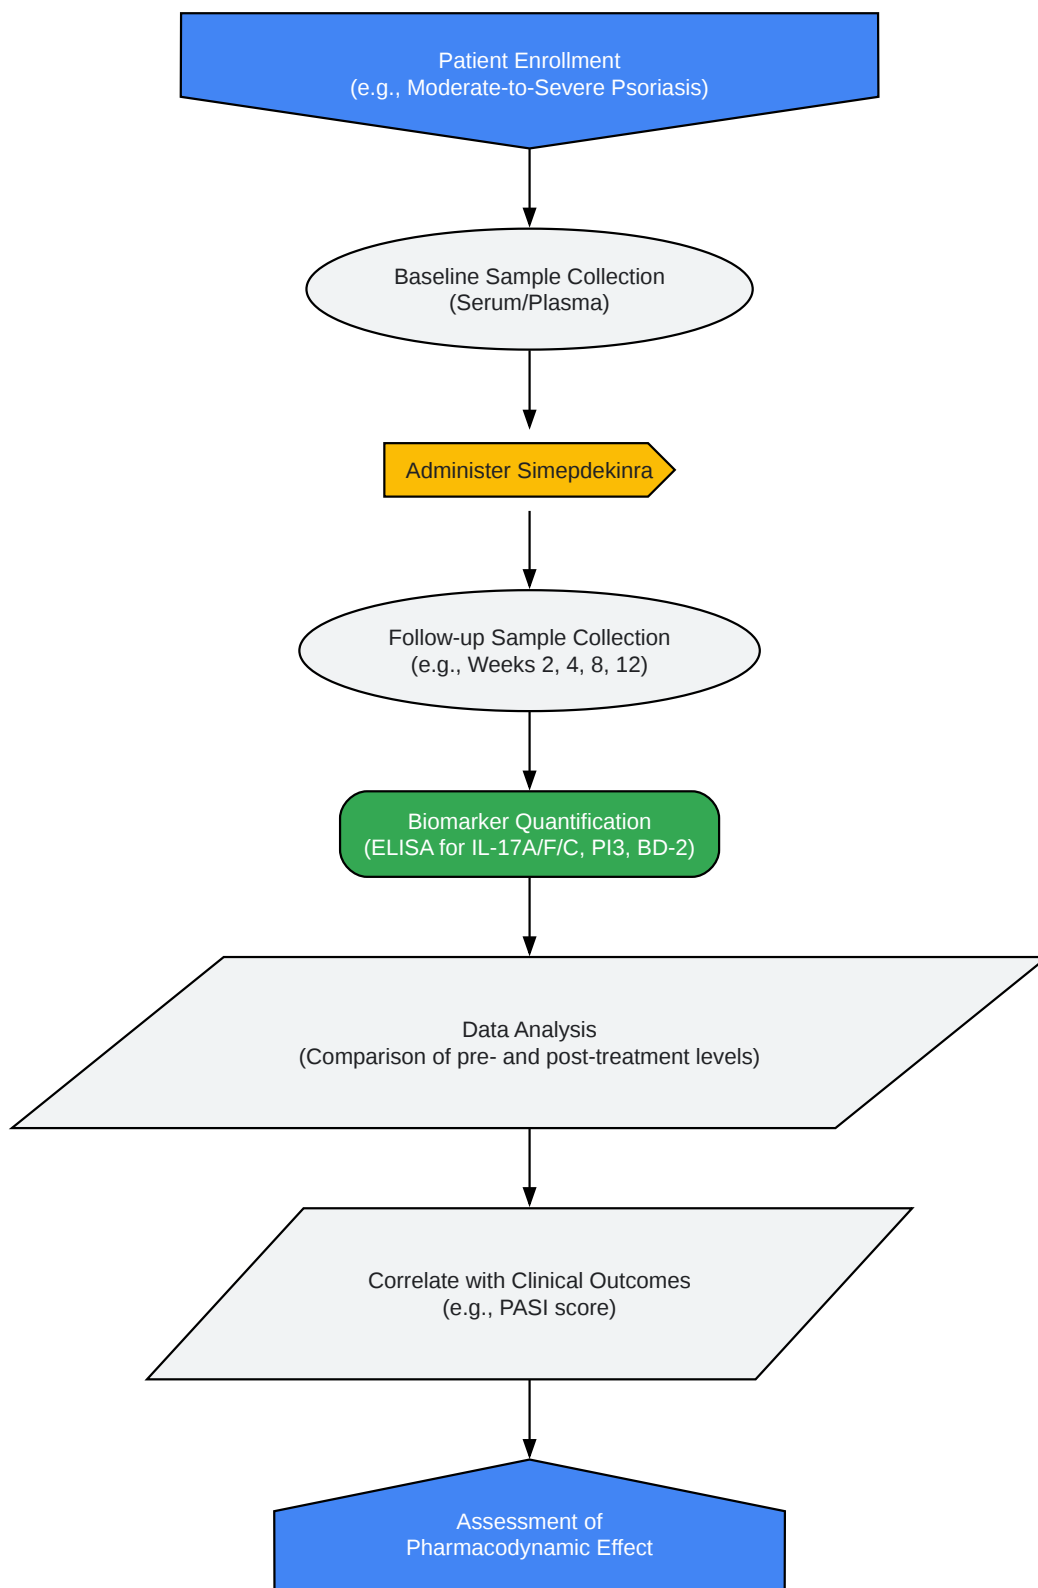 Patient Enrollment
(e.g., Moderate-to-Severe Psoriasis)
Baseline Sample Collection
(Serum/Plasma)
Administer Simepdekinra
Follow-up Sample Collection
(e.g., Weeks 2, 4, 8, 12)
Biomarker Quantification
(ELISA for IL-17A/F/C, PI3, BD-2)
Data Analysis
(Comparison of pre- and post-treatment levels)
Correlate with Clinical Outcomes
(e.g., PASI score)
Assessment of
Pharmacodynamic Effect